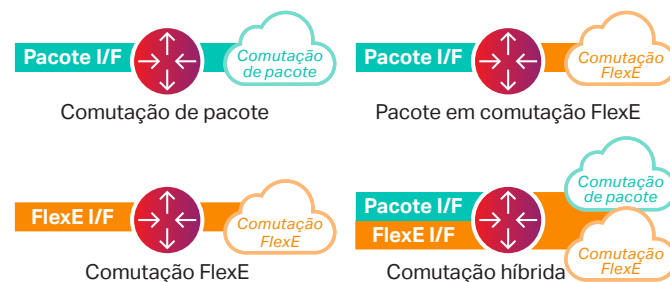 Pacote I/F
Comutação
de pacote
Comutação de pacote
Pacote I/F
Comutação
FlexE
Pacote em comutação FlexE
FlexE I/F
Comutação
FlexE
Comutação FlexE
Pacote I/F
FlexE I/F
Comutação
de pacote
Comutação
FlexE
Comutação híbrida